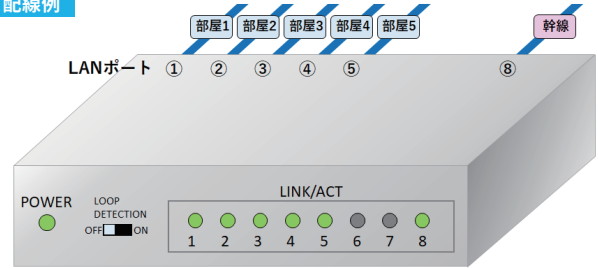 配線例
部屋1 部屋2 部屋3 部屋4 部屋5 幹線
LANポート ① ② ③ ④ ⑤ ⑧
LINK/ACT
POWER
LOOP
DETECTION
OFF ON
1 2 3 4 5 6 7 8